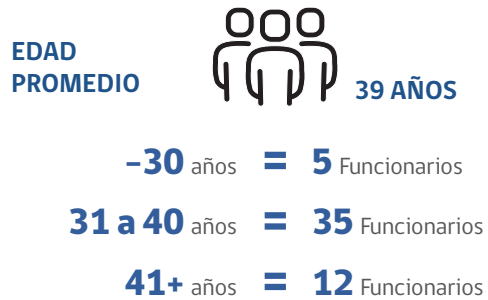 EDAD
PROMEDIO
39 AÑOS
–30 años = 5 Funcionarios
31 a 40 años = 35 Funcionarios
41+ años = 12 Funcionarios